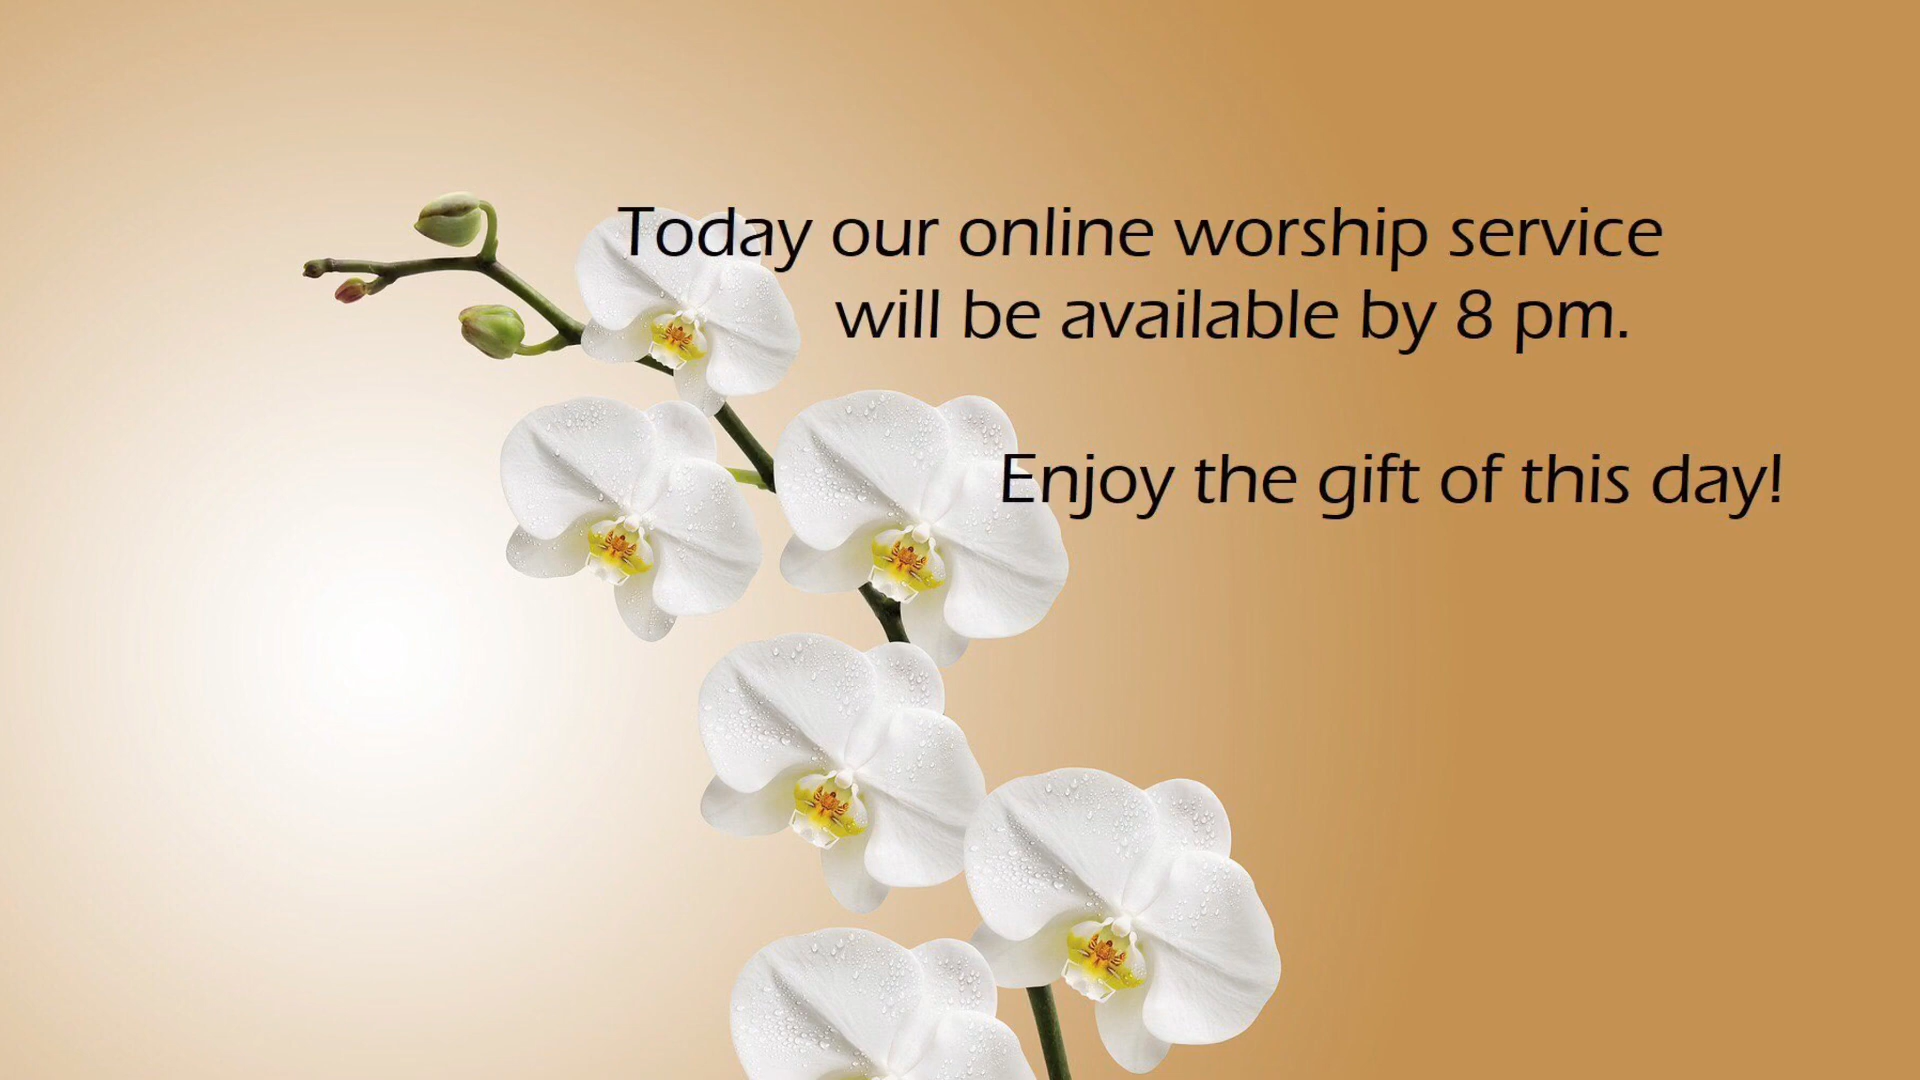 Today our online worship service
will be available by 8 pm.
Enjoy the gift of this day!